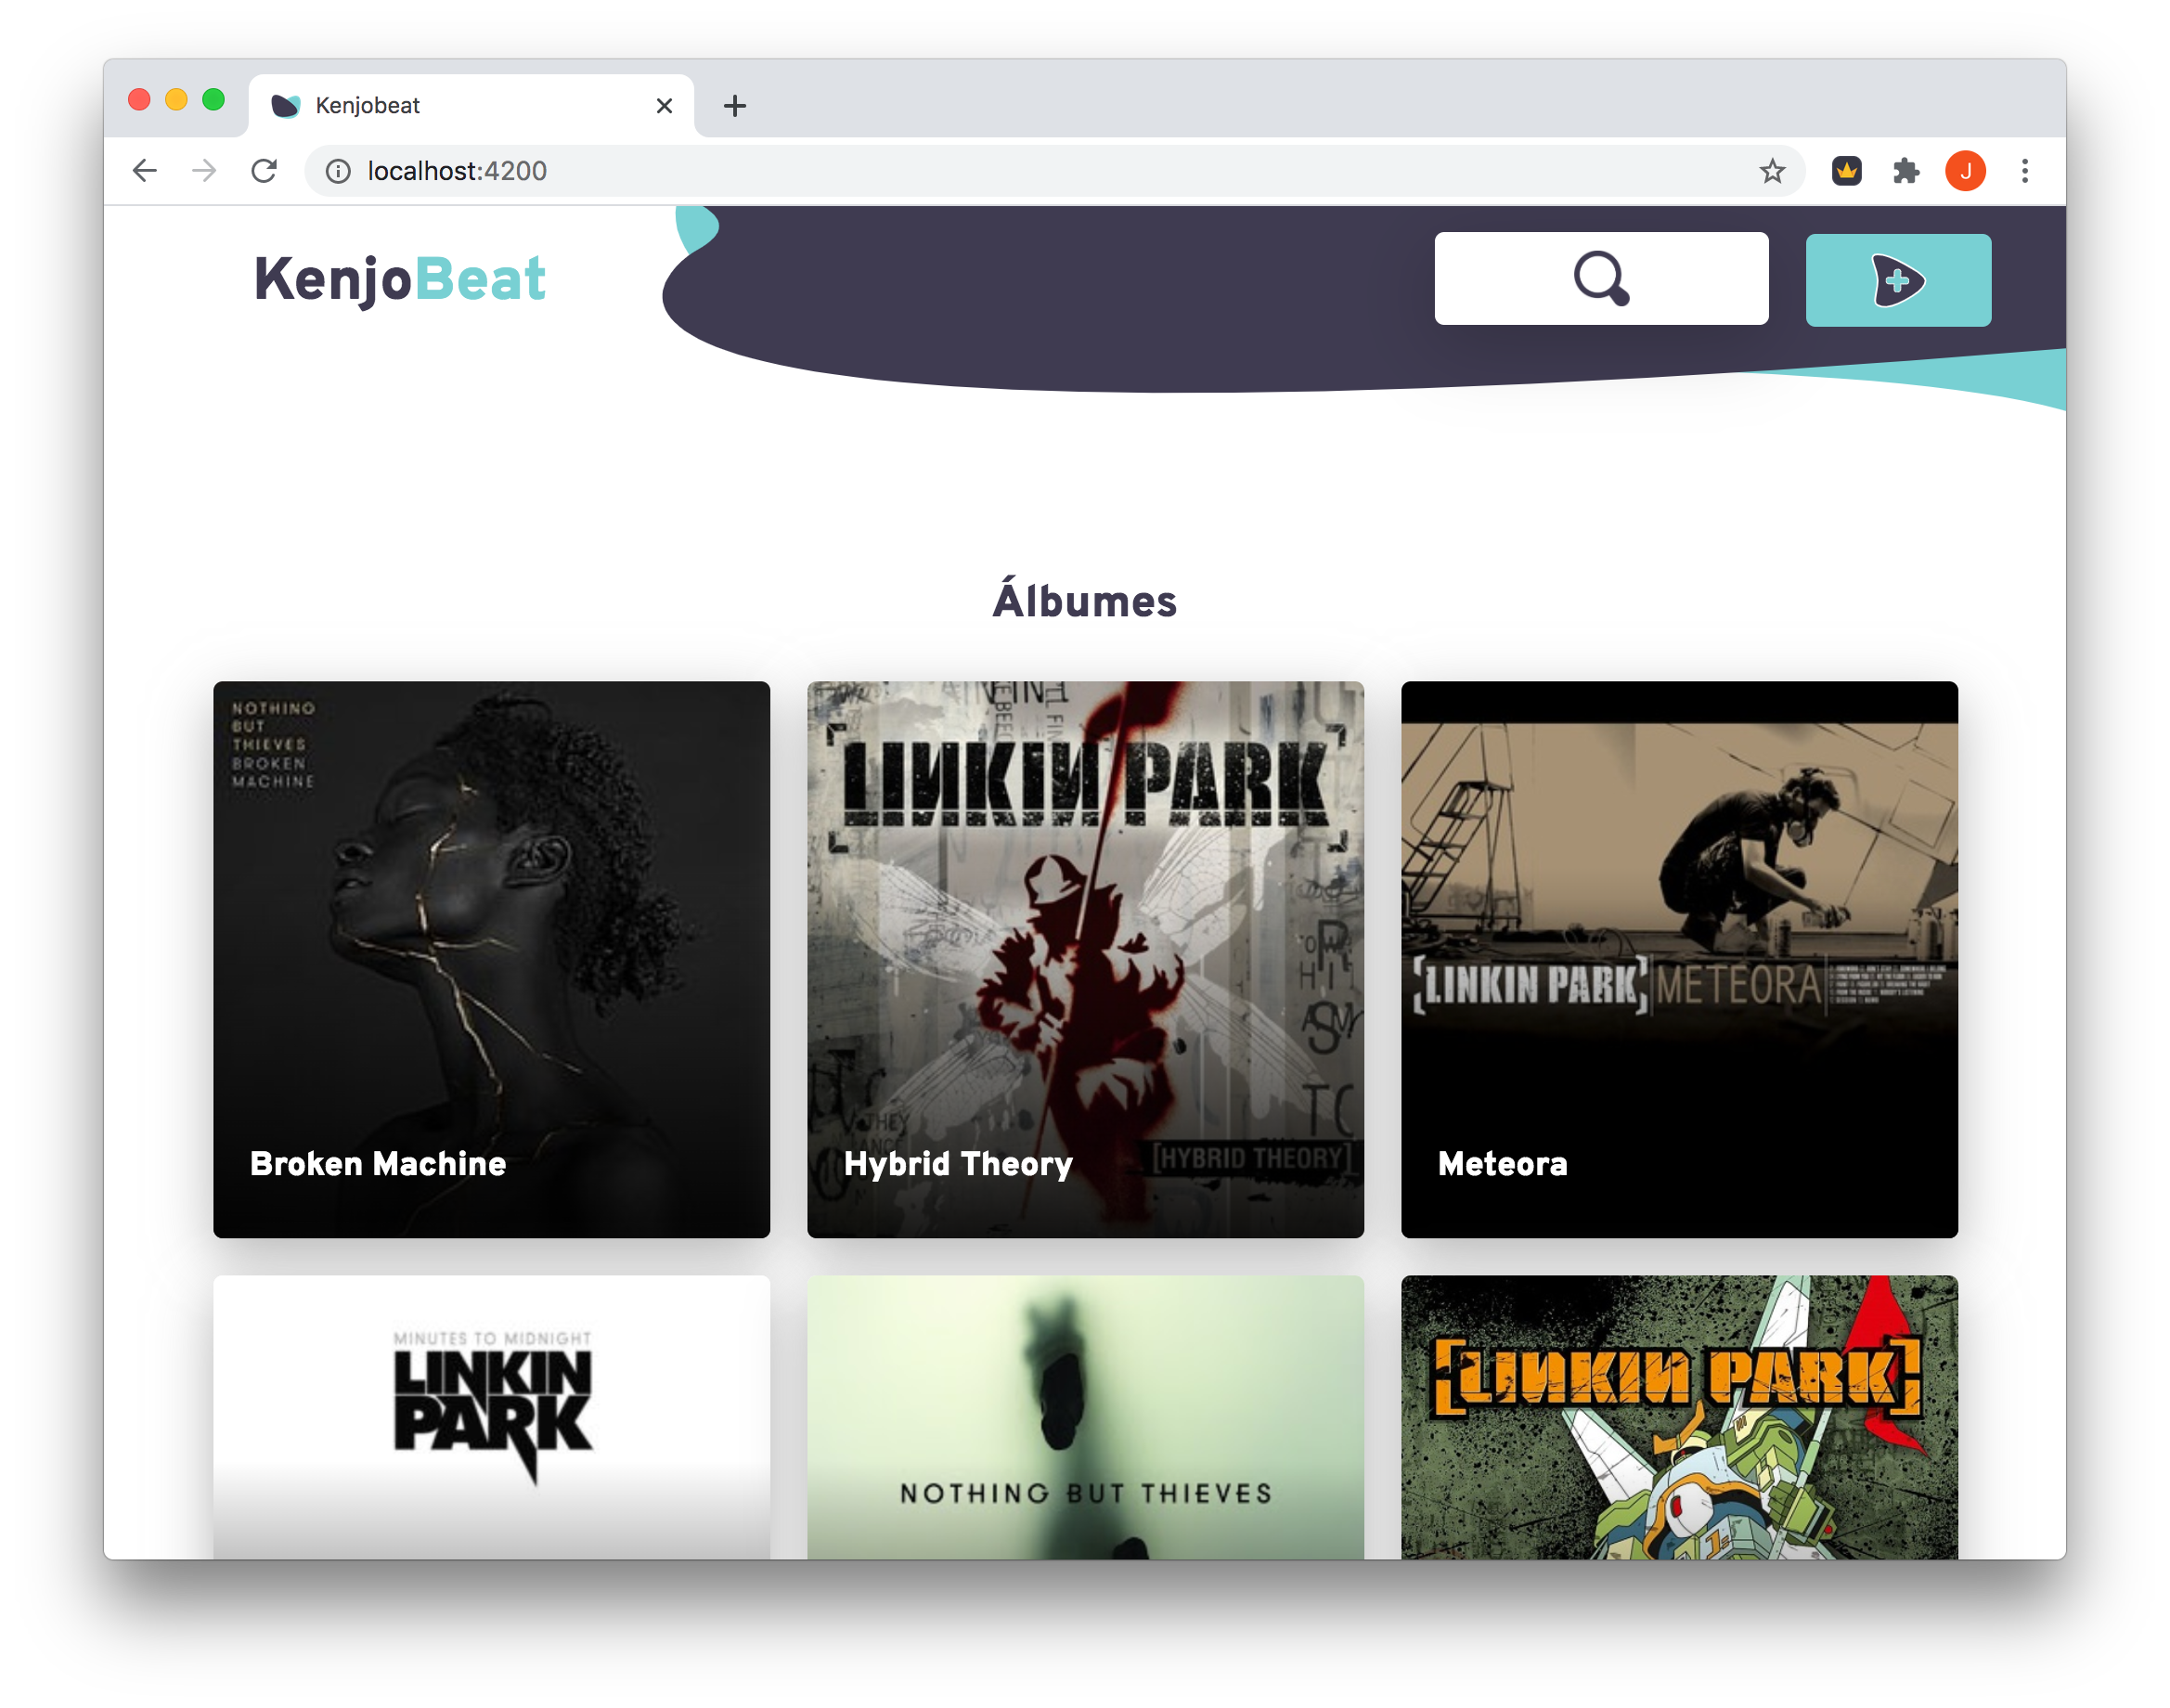 Kenjobeat
localhost:4200
J
KenjoBeat
Álbumes
NOTHING
BUT
THIEVES
BROKEN
MACHINE
Broken Machine
LINKIN PARK
THEY
[HYBRID THEORY]
Hybrid Theory
[LINKIN PARK] METEORA
Meteora
MINUTES TO MIDNIGHT
LINKIN
PARK
NOTHING BUT THIEVES
[LINKIN PARK]